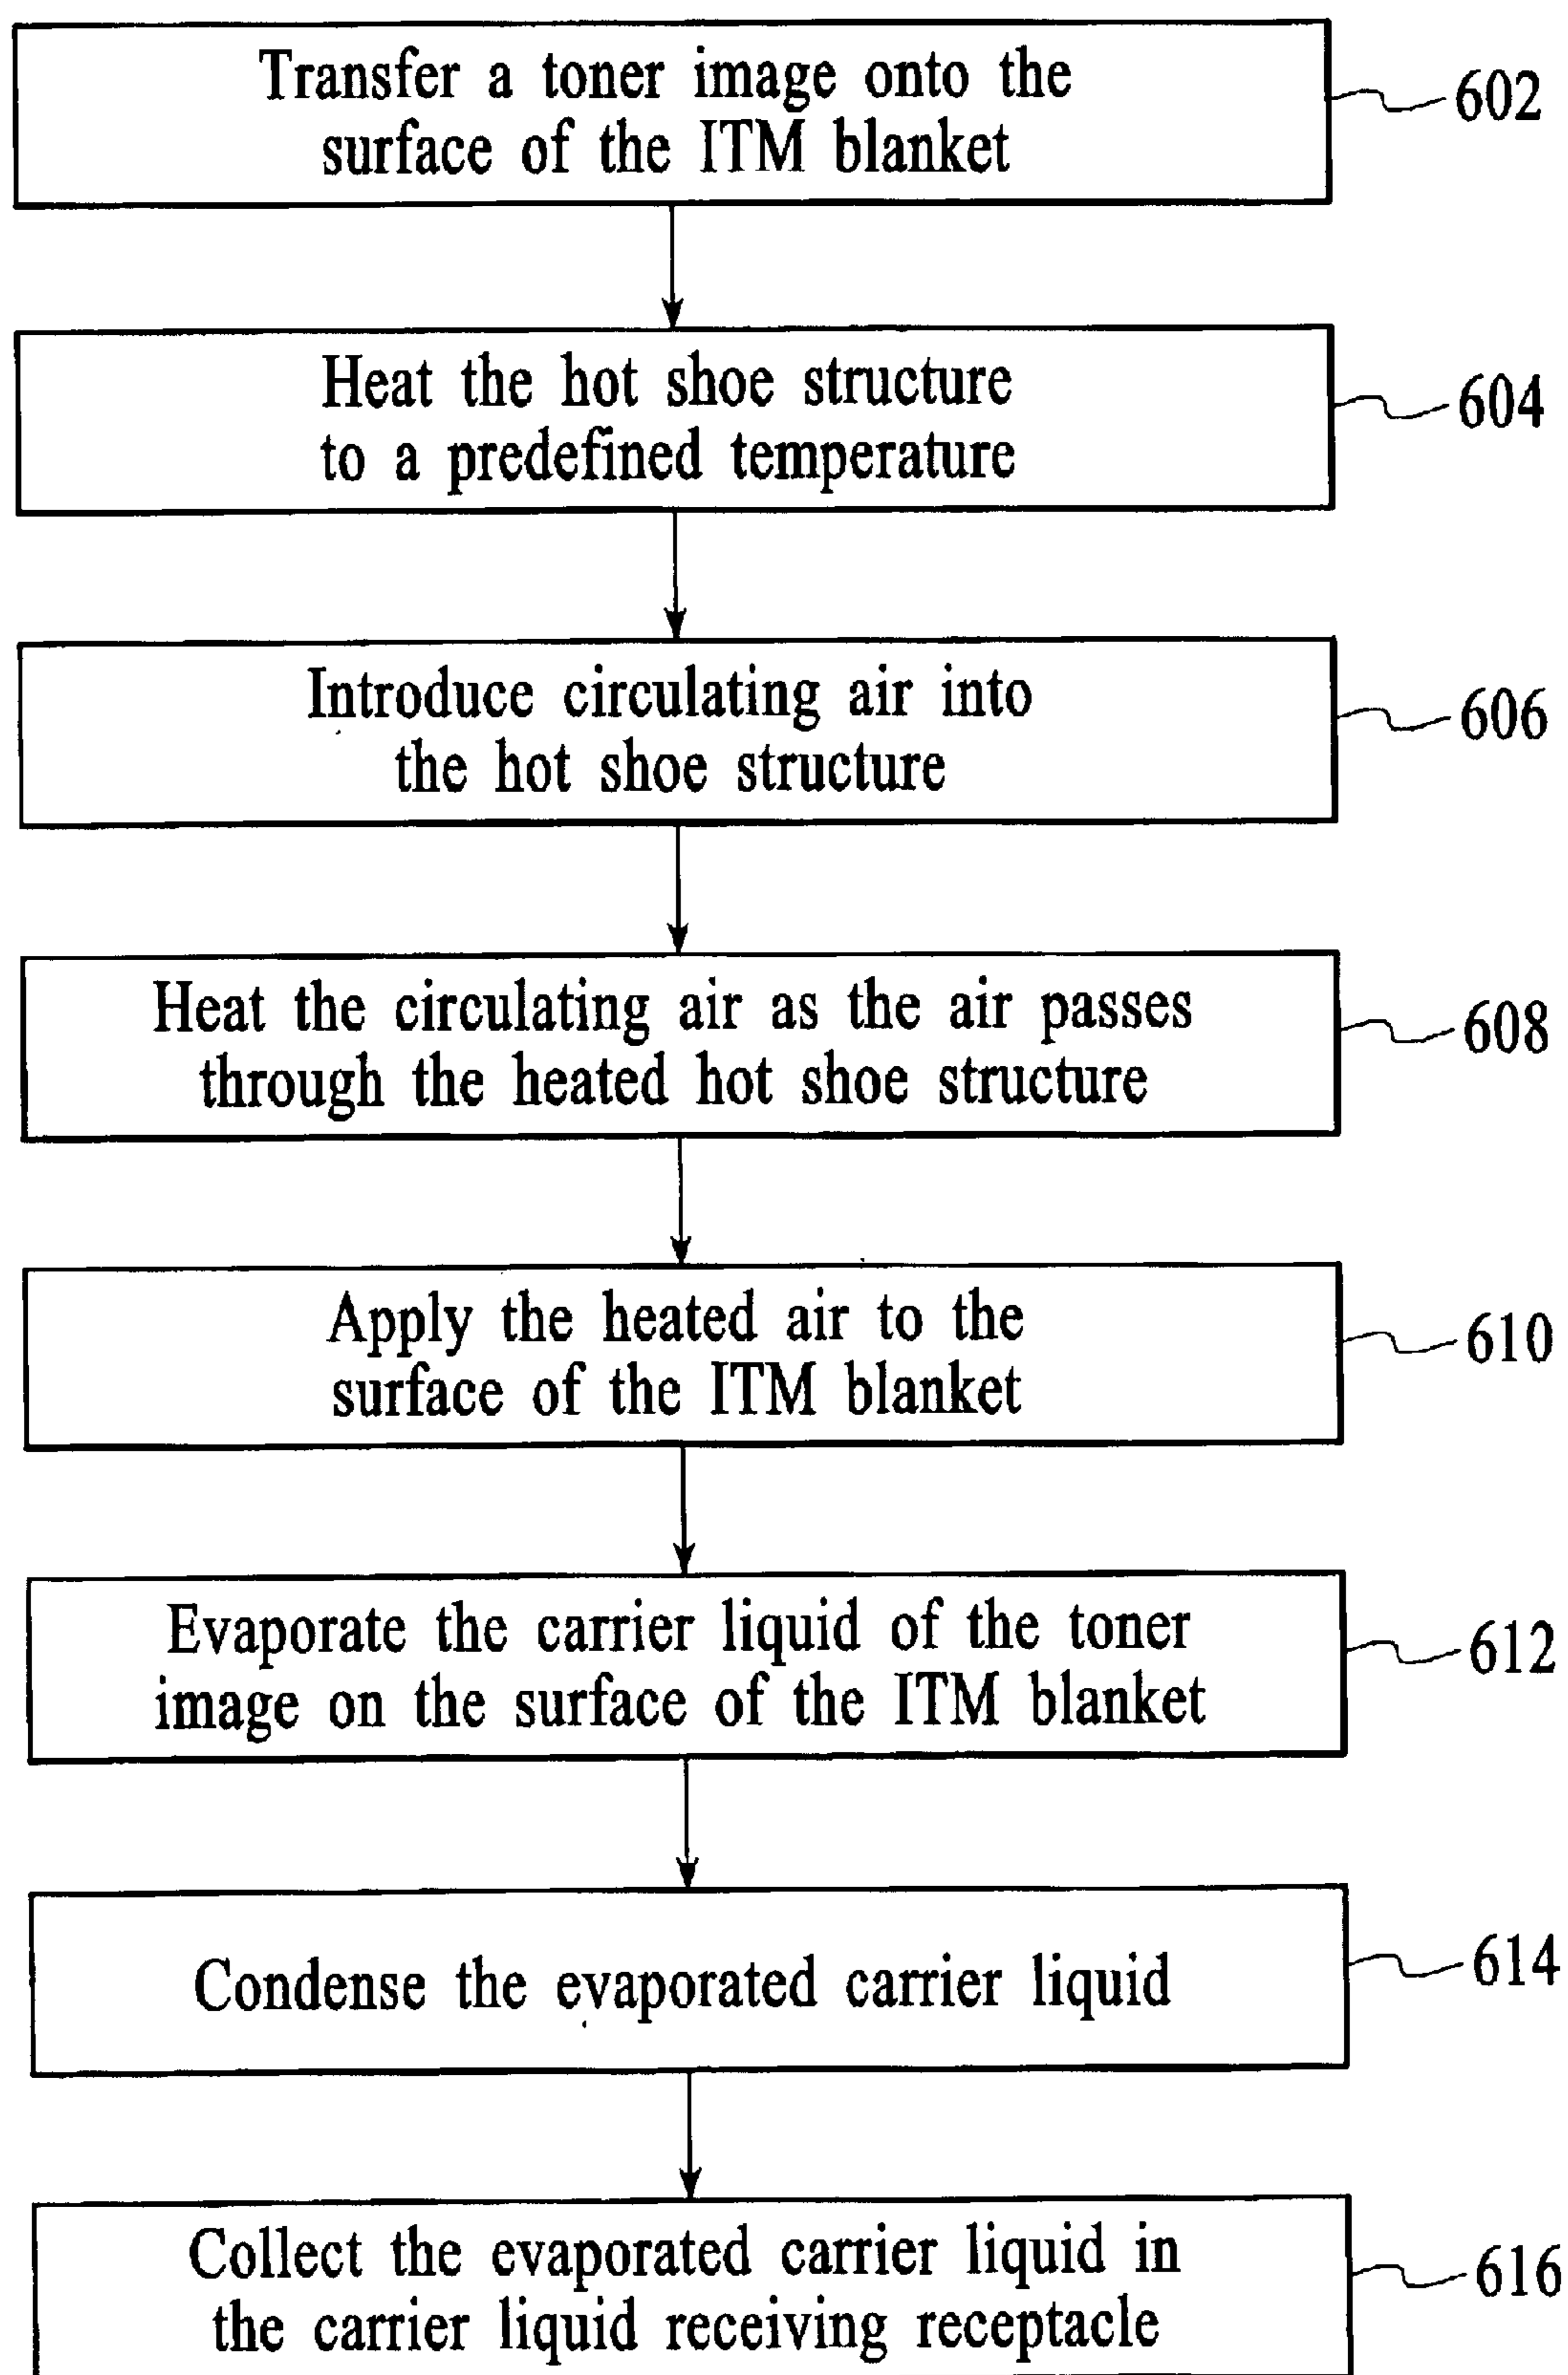 Transfer a toner image onto the
surface of the ITM blanket
602
Heat the hot shoe structure
to a predefined temperature
604
Introduce circulating air into
the hot shoe structure
606
Heat the circulating air as the air passes
through the heated hot shoe structure
608
Apply the heated air to the
surface of the ITM blanket
610
Evaporate the carrier liquid of the toner
image on the surface of the ITM blanket
612
Condense the evaporated carrier liquid
614
Collect the evaporated carrier liquid in
the carrier liquid receiving receptacle
616